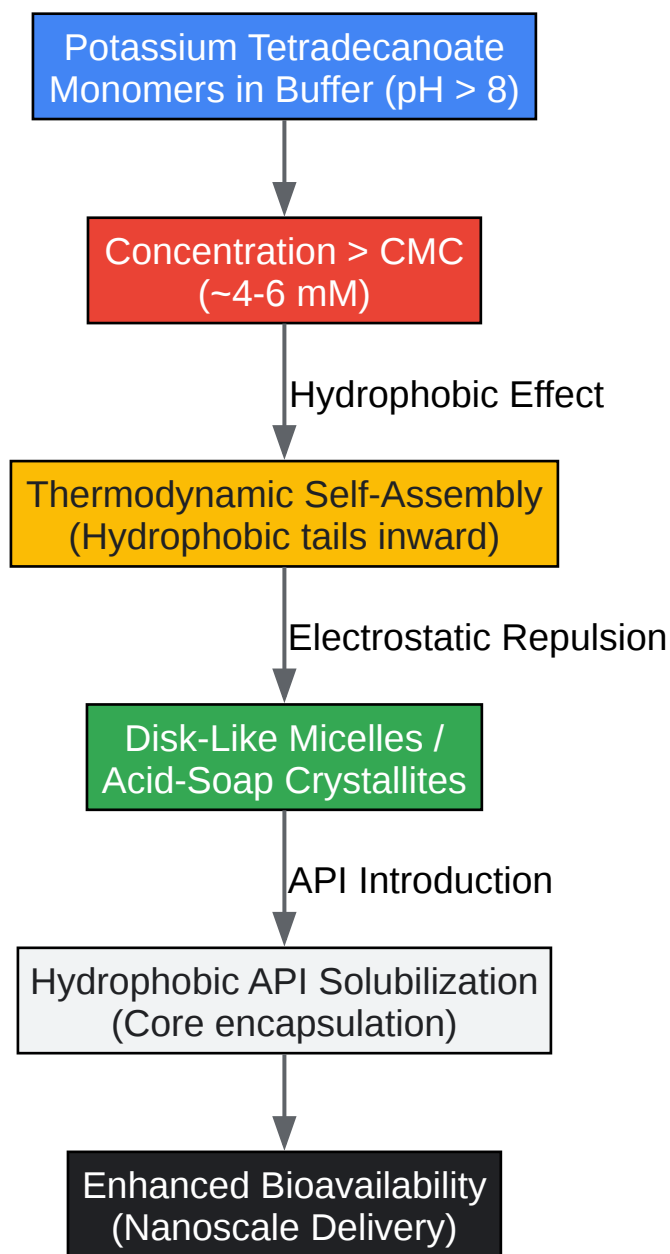 Potassium Tetradecanoate
Monomers in Buffer (pH > 8)
Concentration > CMC
(~4-6 mM)
Hydrophobic Effect
Thermodynamic Self-Assembly
(Hydrophobic tails inward)
Electrostatic Repulsion
Disk-Like Micelles /
Acid-Soap Crystallites
API Introduction
Hydrophobic API Solubilization
(Core encapsulation)
Enhanced Bioavailability
(Nanoscale Delivery)